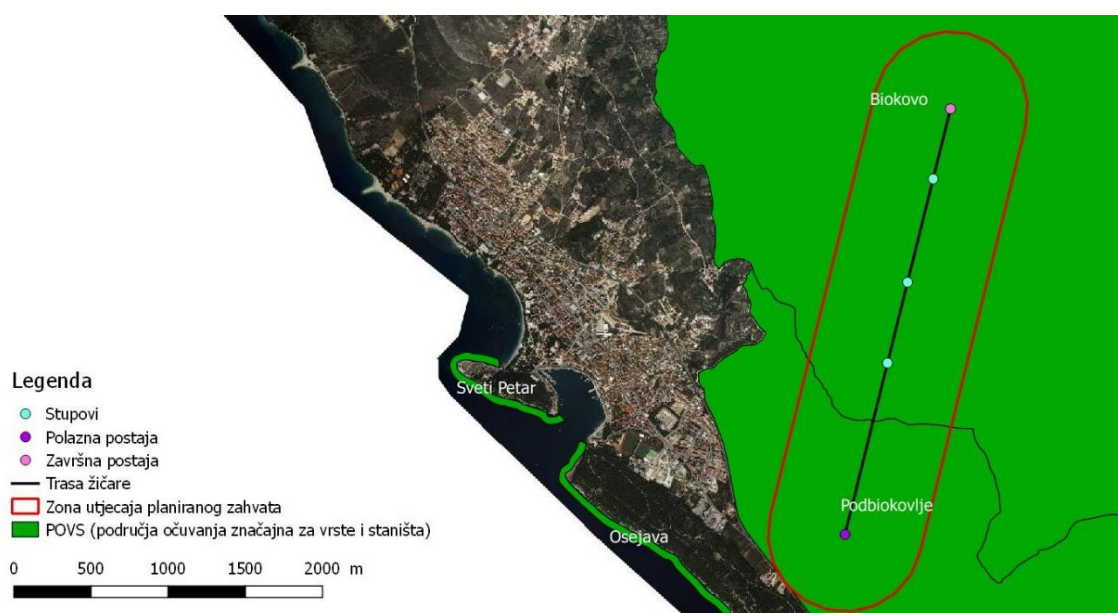 Biokovo
Sveti Petar
Podbiokovlje
Osejava
Legenda
Stupovi
Polazna postaja
Završna postaja
Trasa žičare
Zona utjecaja planiranog zahvata
POVS (područja očuvanja značajna za vrste i staništa)
0 500 1000 1500 2000 m